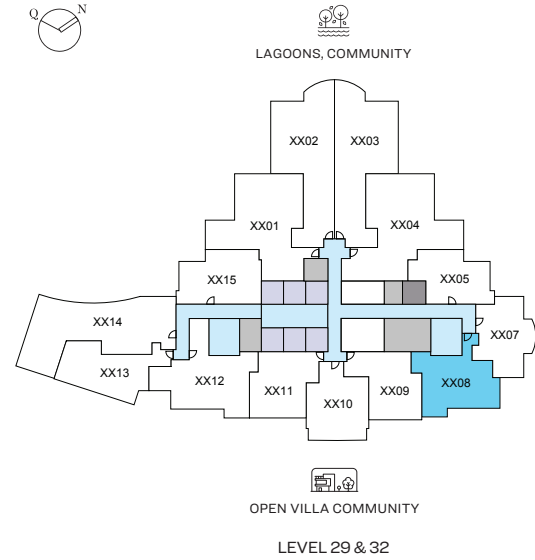 Q N
LAGOONS, COMMUNITY
XX02 XX03
XX01 XX04
XX15 XX05
XX14 XX07
XX13 XX12 XX11 XX10 XX09 XX08
OPEN VILLA COMMUNITY
LEVEL 29 & 32